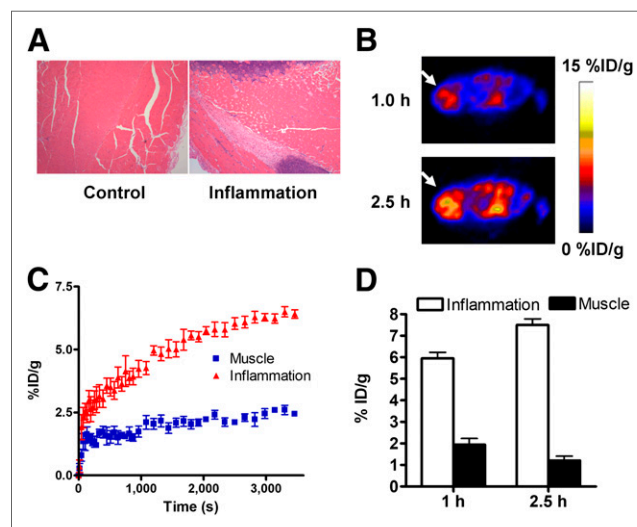 A
Control
Inflammation
B
1.0 h
2.5 h
15 %ID/g
0 %ID/g
C
%ID/g
7.5
5.0
2.5
0.0
Muscle
Inflammation
0
1,000
2,000
3,000
Time (s)
D
% ID/g
8
7
6
5
4
3
2
1
0
Inflammation
Muscle
1 h
2.5 h